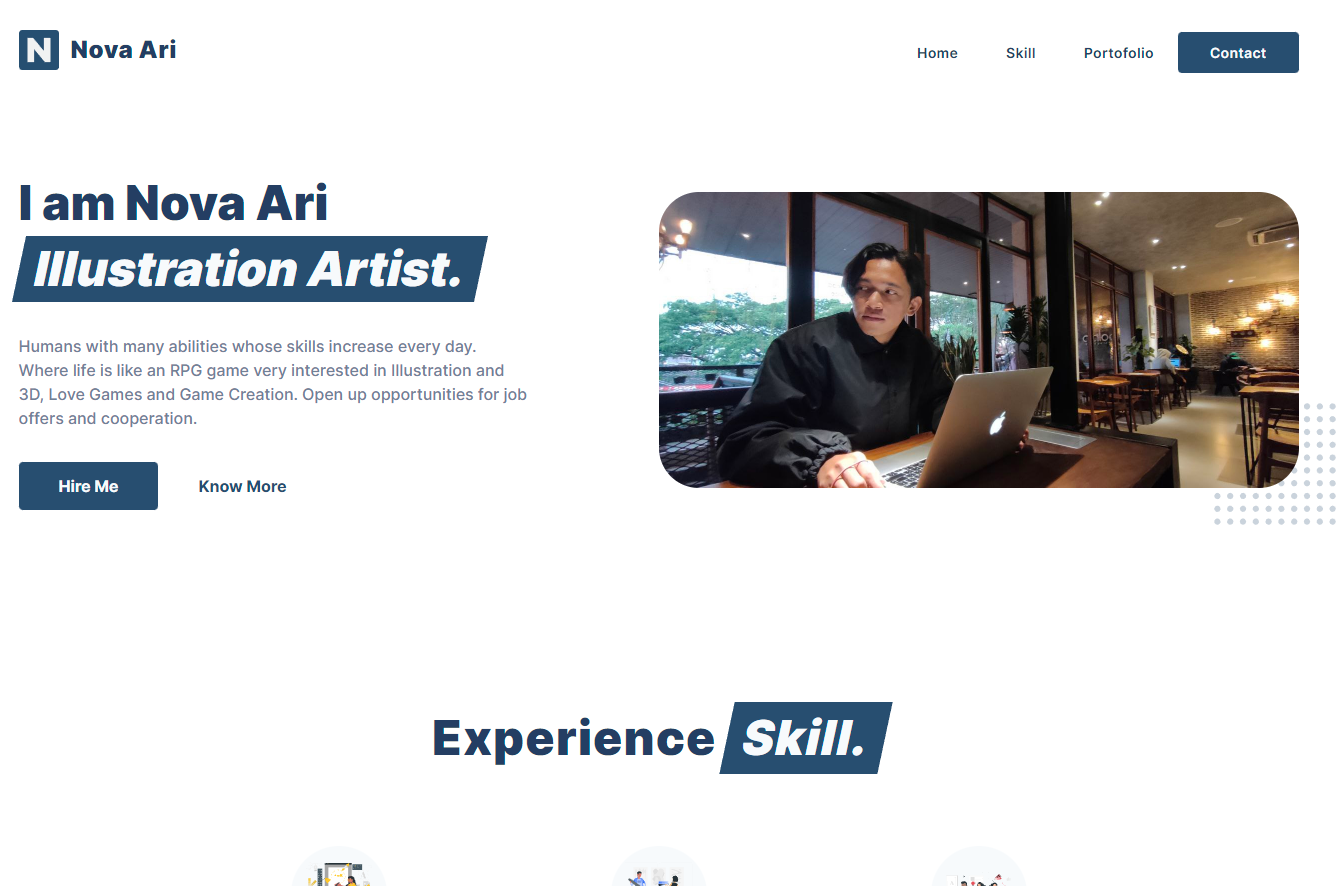 N Nova Ari
Home Skill Portofolio Contact
I am Nova Ari
Illustration Artist.
Humans with many abilities whose skills increase every day.
Where life is like an RPG game very interested in Illustration and
3D, Love Games and Game Creation. Open up opportunities for job
offers and cooperation.
Hire Me Know More
Experience Skill.